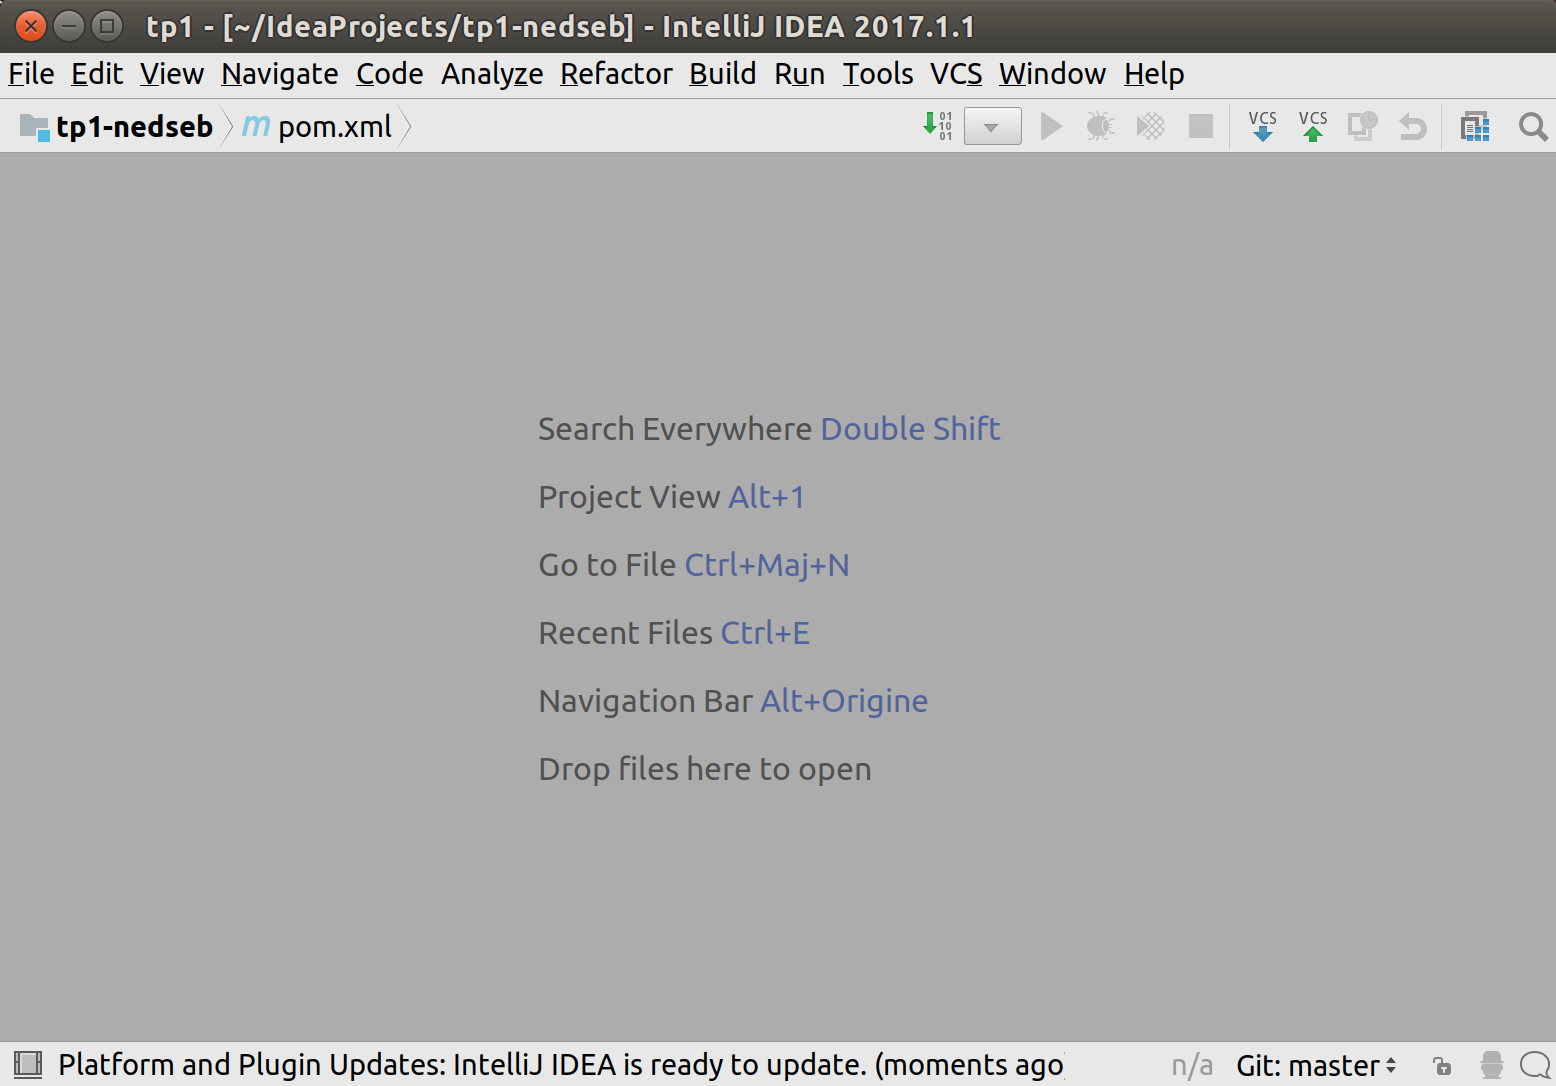 tp1 - [~/IdeaProjects/tp1-nedseb] - IntelliJ IDEA 2017.1.1
File Edit View Navigate Code Analyze Refactor Build Run Tools VCS Window Help
tp1-nedseb m pom.xml 01 10 01 VCS VCS
Search Everywhere Double Shift
Project View Alt+1
Go to File Ctrl+Maj+N
Recent Files Ctrl+E
Navigation Bar Alt+Origine
Drop files here to open
Platform and Plugin Updates: IntelliJ IDEA is ready to update. (moments ago) n/a Git: master